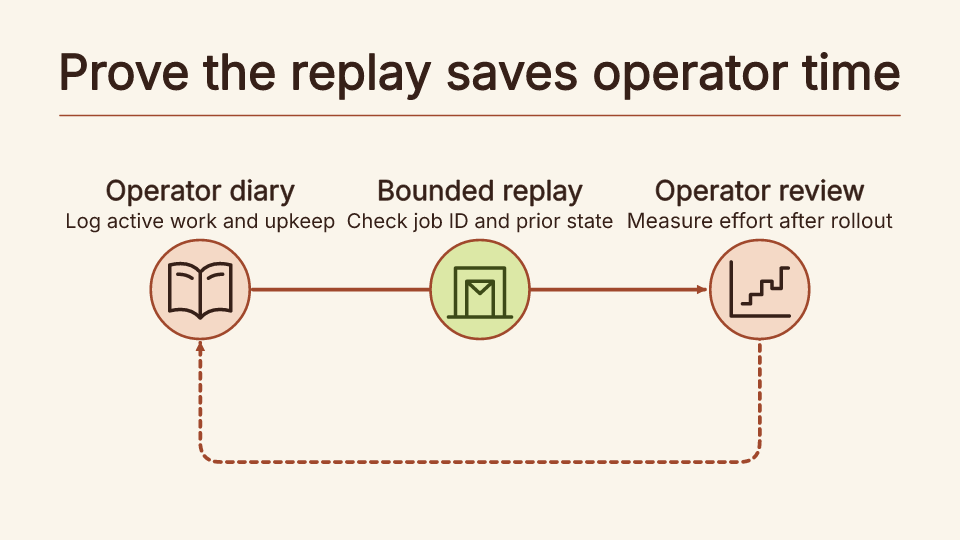 Prove the replay saves operator time
Operator diary
Log active work and upkeep
Bounded replay
Check job ID and prior state
Operator review
Measure effort after rollout